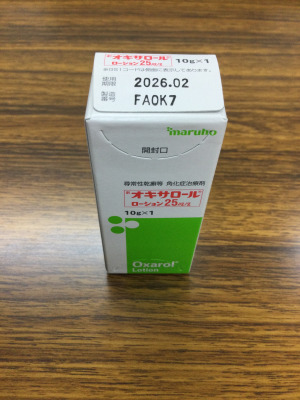 オキサロール 10g×1
ローション25μg/g
使用期限 2026.02
製造番号 FA0K7
maruho
開封口
尋常性乾癬等 角化症治療剤
オキサロール
ローション25μg/g
10g×1
Oxarol
Lotion